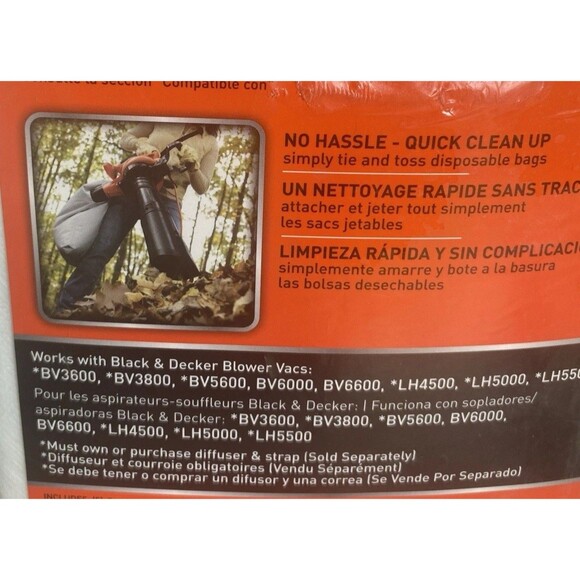 la sección "Compatible con
NO HASSLE - QUICK CLEAN UP
simply tie and toss disposable bags
UN NETTOYAGE RAPIDE SANS TRAC
attacher et jeter tout simplement
les sacs jetables
LIMPIEZA RÁPIDA Y SIN COMPLICACI
simplemente amarre y bote a la basura
las bolsas desechables
Works with Black & Decker Blower Vacs:
*BV3600, *BV3800, *BV5600, BV6000, BV6600, *LH4500, *LH5000, *LH550
Pour les aspirateurs-souffleurs Black & Decker: | Funciona con sopladores/
aspiradoras Black & Decker: *BV3600, *BV3800, *BV5600, BV6000,
BV6600, *LH4500, *LH5000, *LH5500
*Must own or purchase diffuser & strap (Sold Separately)
*Diffuseur et courroie obligatoires (Vendu Séparément)
*Se debe tener o comprar un difusor y una correa (Se Vende Por Separado)